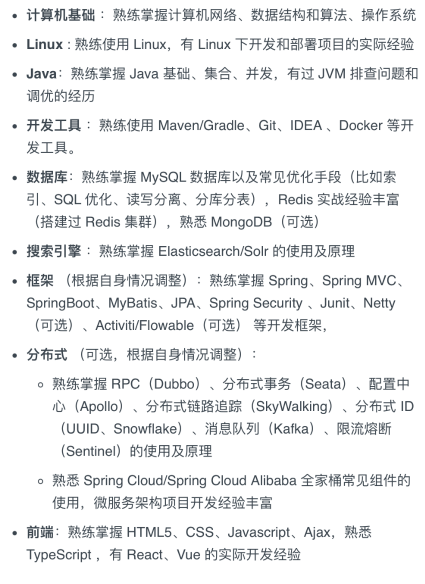 • 计算机基础 ：熟练掌握计算机网络、数据结构和算法、操作系统
• Linux : 熟练使用 Linux，有 Linux 下开发和部署项目的实际经验
• Java：熟练掌握 Java 基础、集合、并发，有过 JVM 排查问题和
调优的经历
• 开发工具 ：熟练使用 Maven/Gradle、Git、IDEA 、Docker 等开
发工具。
• 数据库：熟练掌握 MySQL 数据库以及常见优化手段（比如索
引、SQL 优化、读写分离、分库分表），Redis 实战经验丰富
（搭建过 Redis 集群），熟悉 MongoDB（可选）
• 搜索引擎 ：熟练掌握 Elasticsearch/Solr 的使用及原理
• 框架 （根据自身情况调整）：熟练掌握 Spring、Spring MVC、
SpringBoot、MyBatis、JPA、Spring Security 、Junit、Netty
（可选）、Activiti/Flowable（可选） 等开发框架，
• 分布式 （可选，根据自身情况调整）：
◦ 熟练掌握 RPC（Dubbo）、分布式事务（Seata）、配置中
心（Apollo）、分布式链路追踪（SkyWalking）、分布式 ID
（UUID、Snowflake）、消息队列（Kafka）、限流熔断
（Sentinel）的使用及原理
◦ 熟悉 Spring Cloud/Spring Cloud Alibaba 全家桶常见组件的
使用，微服务架构项目开发经验丰富
• 前端：熟练掌握 HTML5、CSS、Javascript、Ajax，熟悉
TypeScript ，有 React、Vue 的实际开发经验